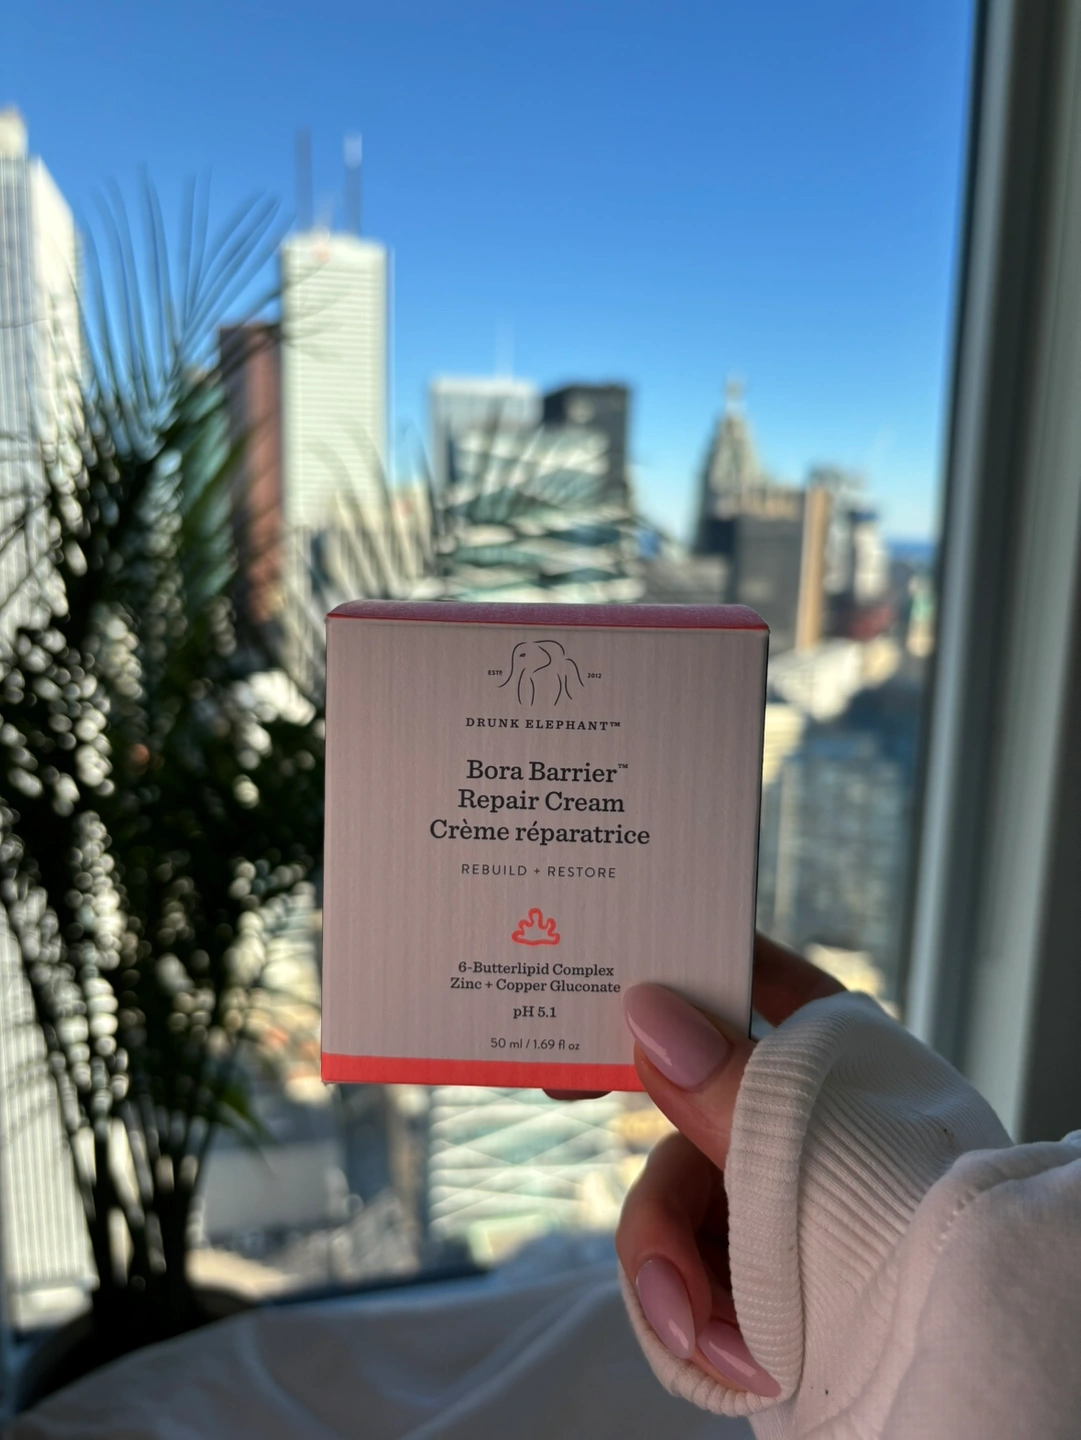 ESTD 2012
DRUNK ELEPHANT™
Bora Barrier™
Repair Cream
Crème réparatrice
REBUILD + RESTORE
6-Butterlipid Complex
Zinc + Copper Gluconate
pH 5.1
50 ml / 1.69 fl oz